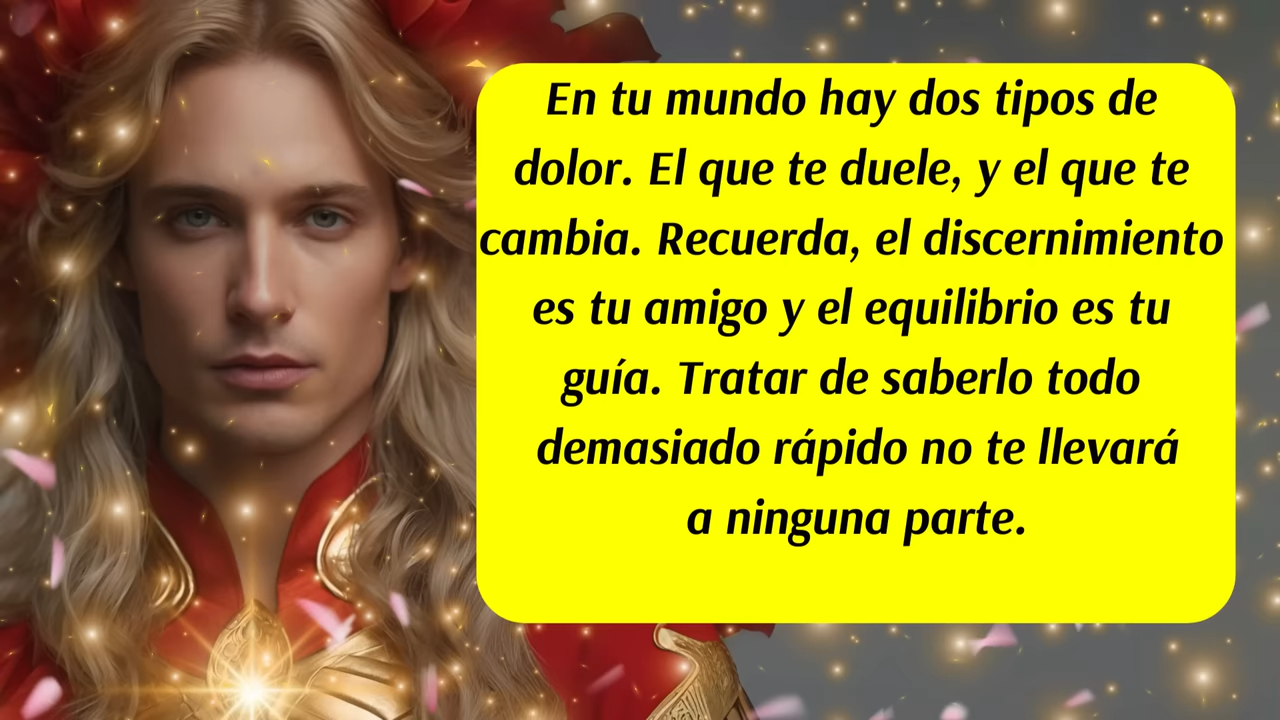 En tu mundo hay dos tipos de
dolor. El que te duele, y el que te
cambia. Recuerda, el discernimiento
es tu amigo y el equilibrio es tu
guía. Tratar de saberlo todo
demasiado rápido no te llevará
a ninguna parte.